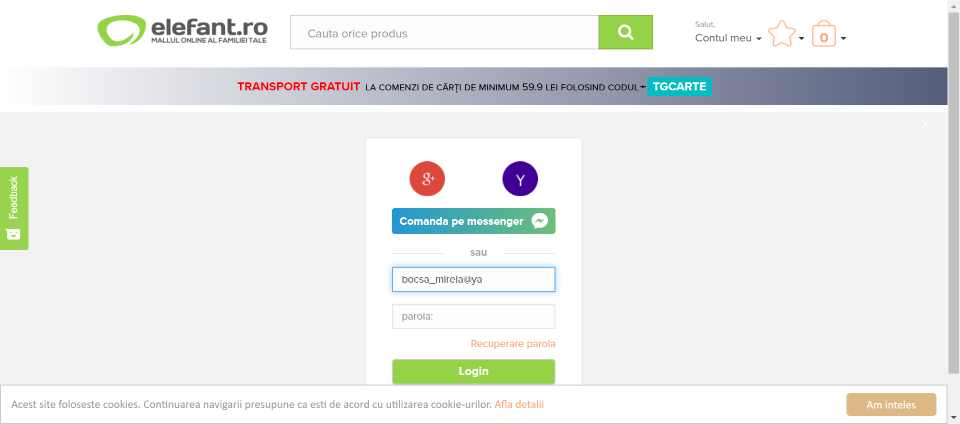 elefant.ro
MALLUL ONLINE AL FAMILIEI TALE
Cauta orice produs
Salut,
Contul meu
0
TRANSPORT GRATUIT LA COMENZI DE CĂRȚI DE MINIMUM 59.9 LEI FOLOSIND CODUL TGCARTE
Feedback
g+
Y
Comanda pe messenger
sau
bocsa_mirela@ya
parola:
Recuperare parola
Login
Acest site foloseste cookies. Continuarea navigarii presupune ca esti de acord cu utilizarea cookie-urilor. Afla detalii
Am inteles